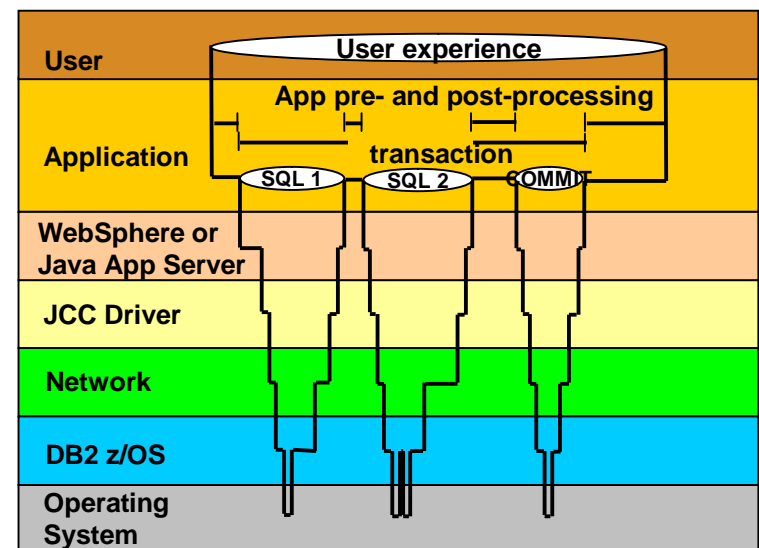 User
User experience
App pre- and post-processing
Application
transaction
SQL 1
SQL 2
COMMIT
WebSphere or
Java App Server
JCC Driver
Network
DB2 z/OS
Operating
System